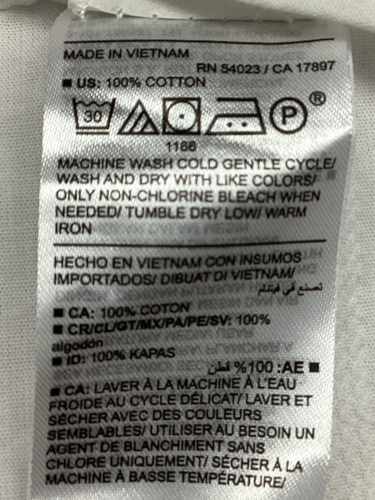 MADE IN VIETNAM
RN 54023 / CA 17897
■ US: 100% COTTON
30 P ®
1186
MACHINE WASH COLD GENTLE CYCLE/
WASH AND DRY WITH LIKE COLORS/
ONLY NON-CHLORINE BLEACH WHEN
NEEDED/ TUMBLE DRY LOW/ WARM
IRON
HECHO EN VIETNAM CON INSUMOS
IMPORTADOS/ DIBUAT DI VIETNAM/
تصنع في فيتنام
■ CA: 100% COTON
■ CR/CL/GT/MX/PA/PE/SV: 100%
algodón
■ ID: 100% KAPAS
■ AE: 100% قطن
■ CA: LAVER À LA MACHINE À L'EAU
FROIDE AU CYCLE DÉLICAT/ LAVER ET
SÉCHER AVEC DES COULEURS
SEMBLABLES/ UTILISER AU BESOIN UN
AGENT DE BLANCHIMENT SANS
CHLORE UNIQUEMENT/ SÉCHER À LA
MACHINE À BASSE TEMPÉRATURE/